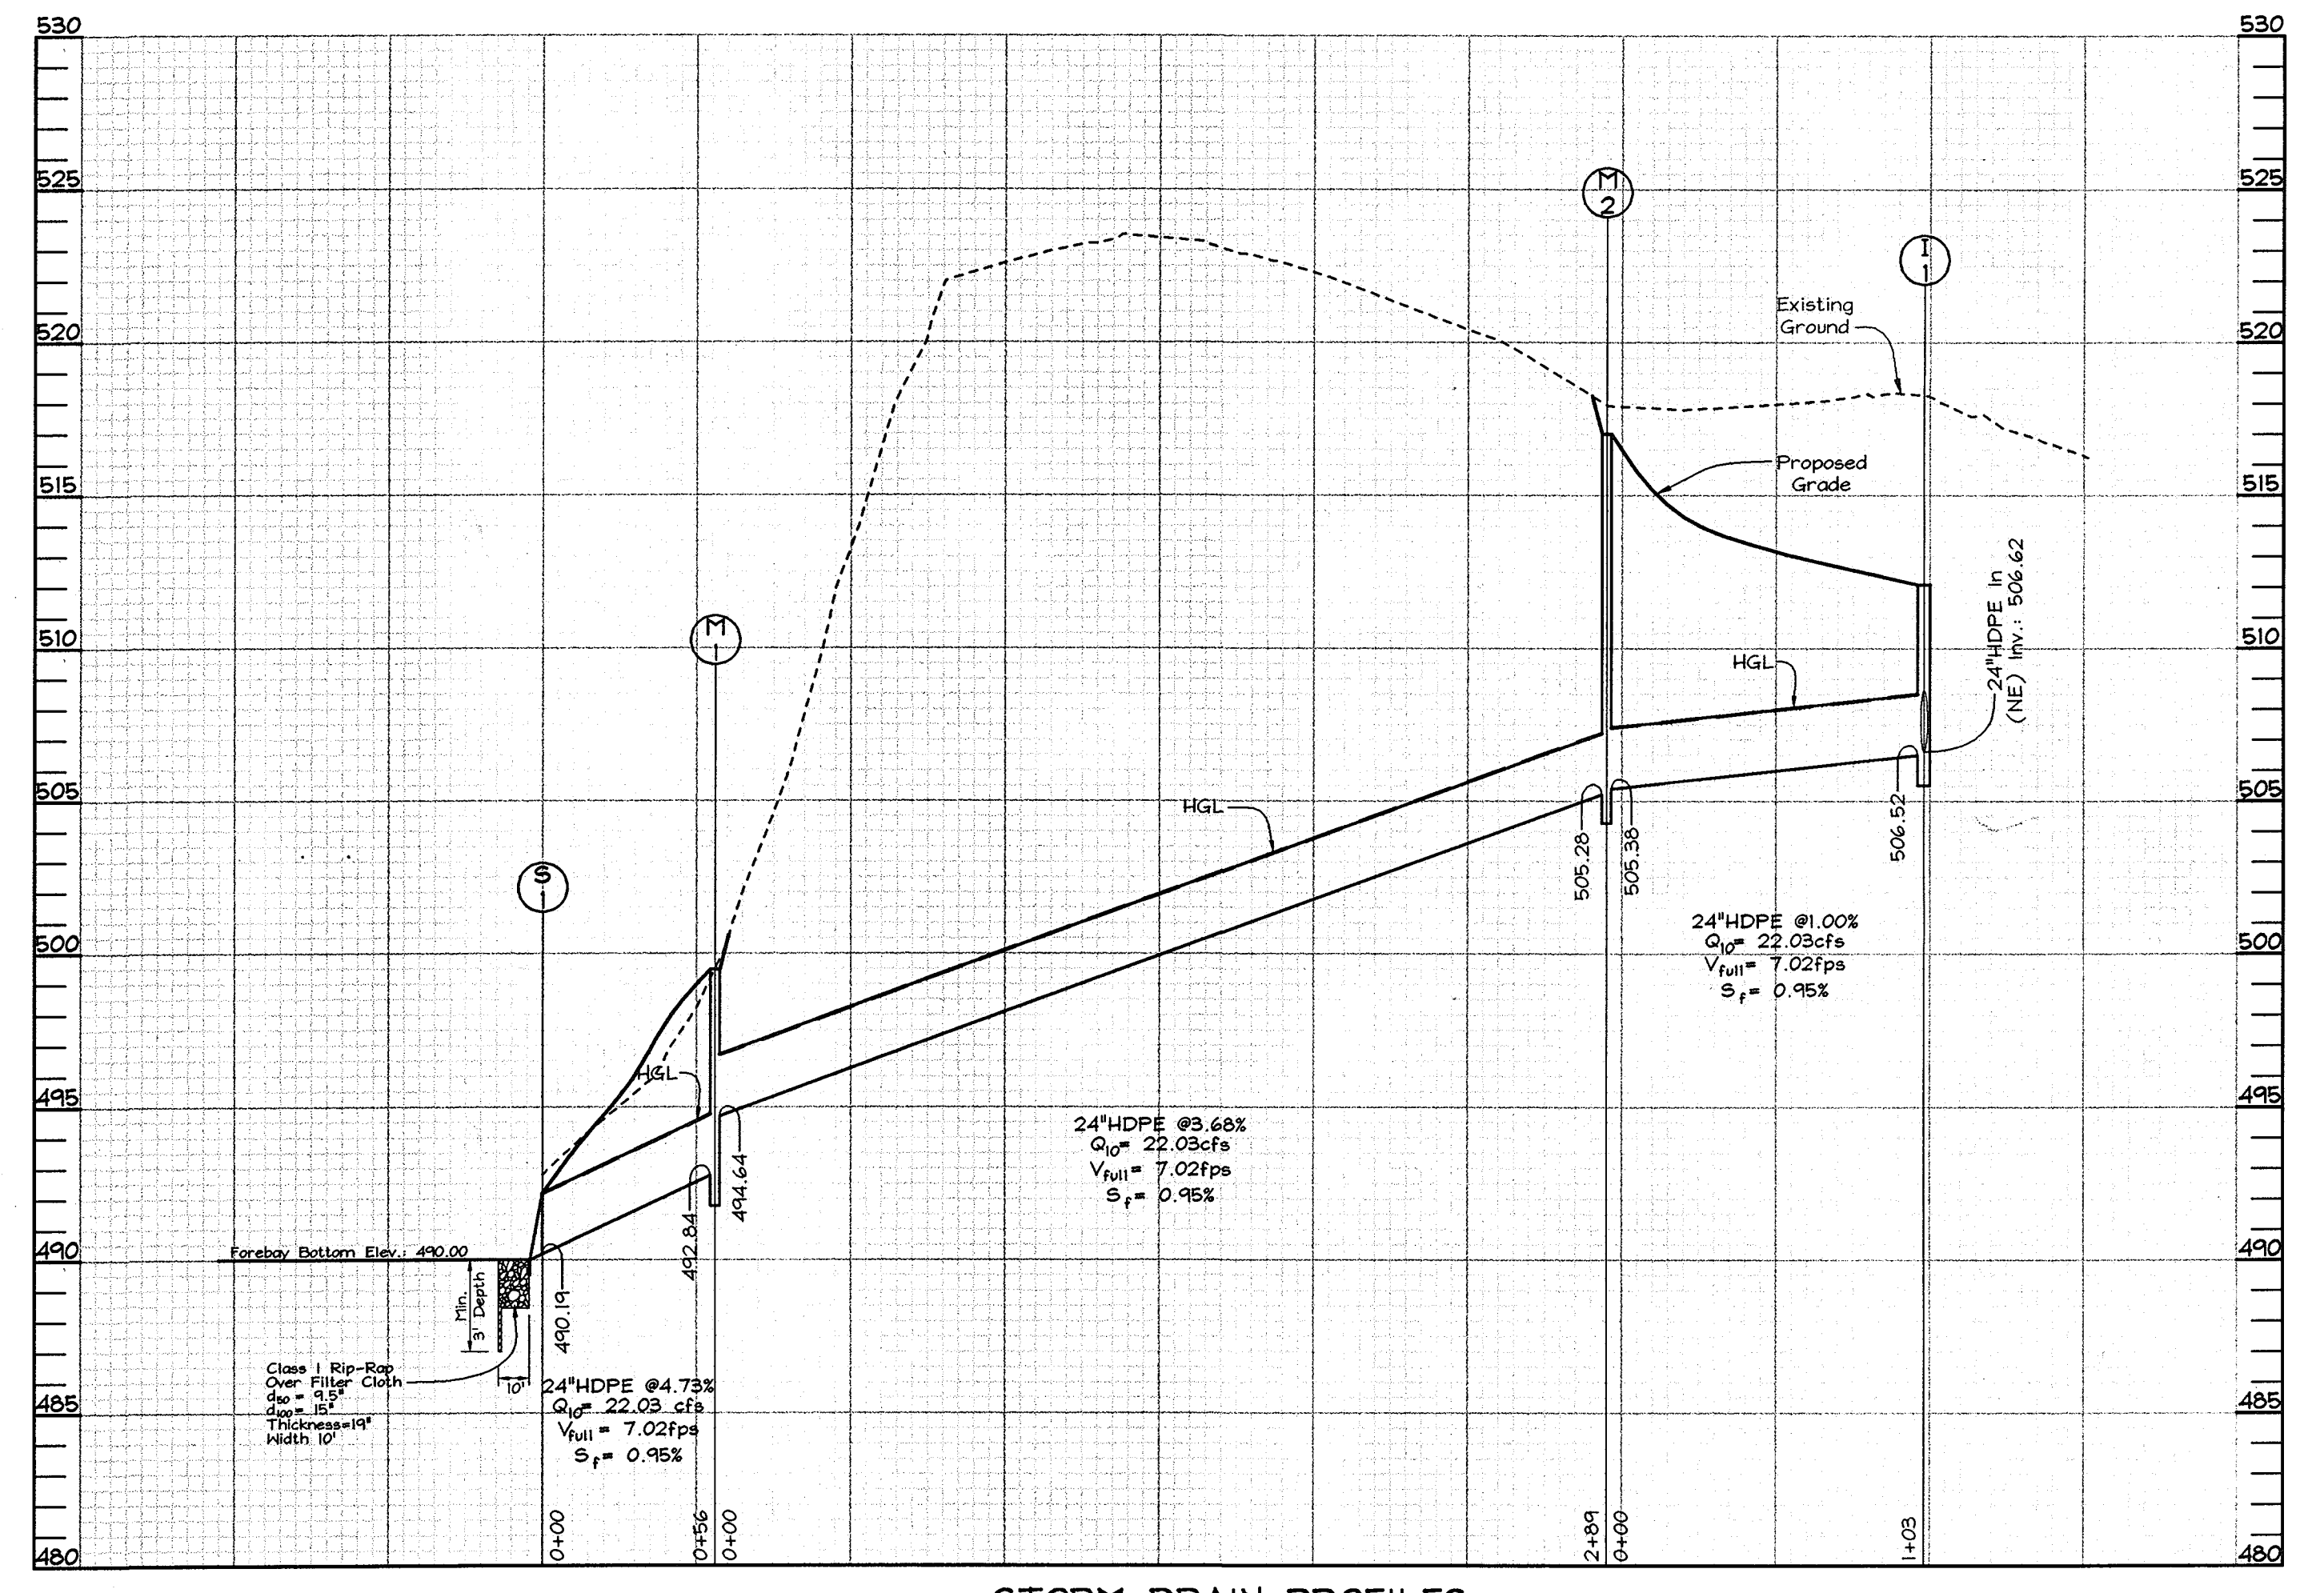 530
530
525
525
M
2
I
1
Existing
Ground
520
520
Proposed
Grade
515
515
24"HDPE In
(NE) Inv.: 506.62
M
1
510
510
HGL
505
505
HGL
505.28
505.38
506.52
S
1
24"HDPE @1.00%
Q10= 22.03cfs
Vfull= 7.02fps
Sf= 0.95%
500
500
HGL
495
495
24"HDPE @3.68%
Q10= 22.03cfs
Vfull= 7.02fps
Sf= 0.95%
494.64
492.84
490
490
Forebay Bottom Elev.: 490.00
Min.
3' Depth
490.19
Class 1 Rip-Rap
Over Filter Cloth
d50 = 9.5"
d100 = 15"
Thickness=19"
Width 10'
10'
24"HDPE @4.73%
Q10= 22.03 cfs
Vfull = 7.02fps
Sf= 0.95%
485
485
0+00
0+56
0+00
2+89
0+00
1+03
480
480
STORM DRAIN PROFILES